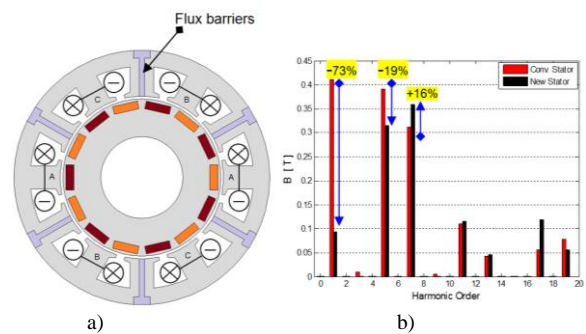 Flux barriers
C
B
A
A
B
C
a)
-73%
-19%
+16%
Conv. Stator
New Stator
B [T]
0.45
0.4
0.35
0.3
0.25
0.2
0.15
0.1
0.05
0
0 2 4 6 8 10 12 14 16 18 20
Harmonic Order
b)